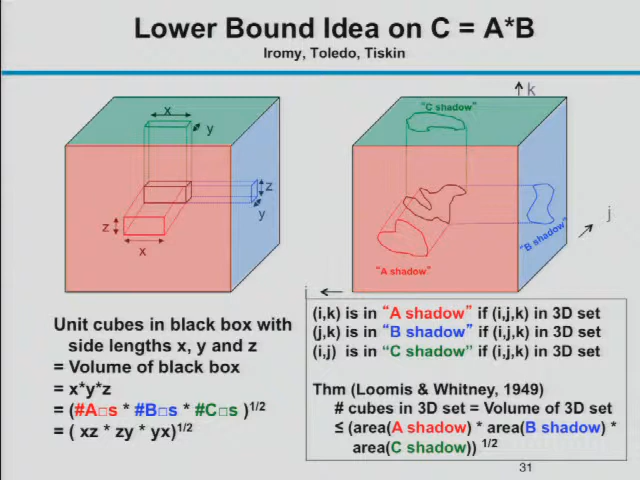 Lower Bound Idea on C = A*B
Iromy, Toledo, Tiskin
x
y
z
y
z
x
k
"C shadow"
j
"B shadow"
"A shadow"
i
Unit cubes in black box with
side lengths x, y and z
= Volume of black box
= x*y*z
= (#A□s * #B□s * #C□s )1/2
= ( xz * zy * yx)1/2
(i,k) is in "A shadow" if (i,j,k) in 3D set
(j,k) is in "B shadow" if (i,j,k) in 3D set
(i,j) is in "C shadow" if (i,j,k) in 3D set
Thm (Loomis & Whitney, 1949)
# cubes in 3D set = Volume of 3D set
≤ (area(A shadow) * area(B shadow) *
area(C shadow)) 1/2
31